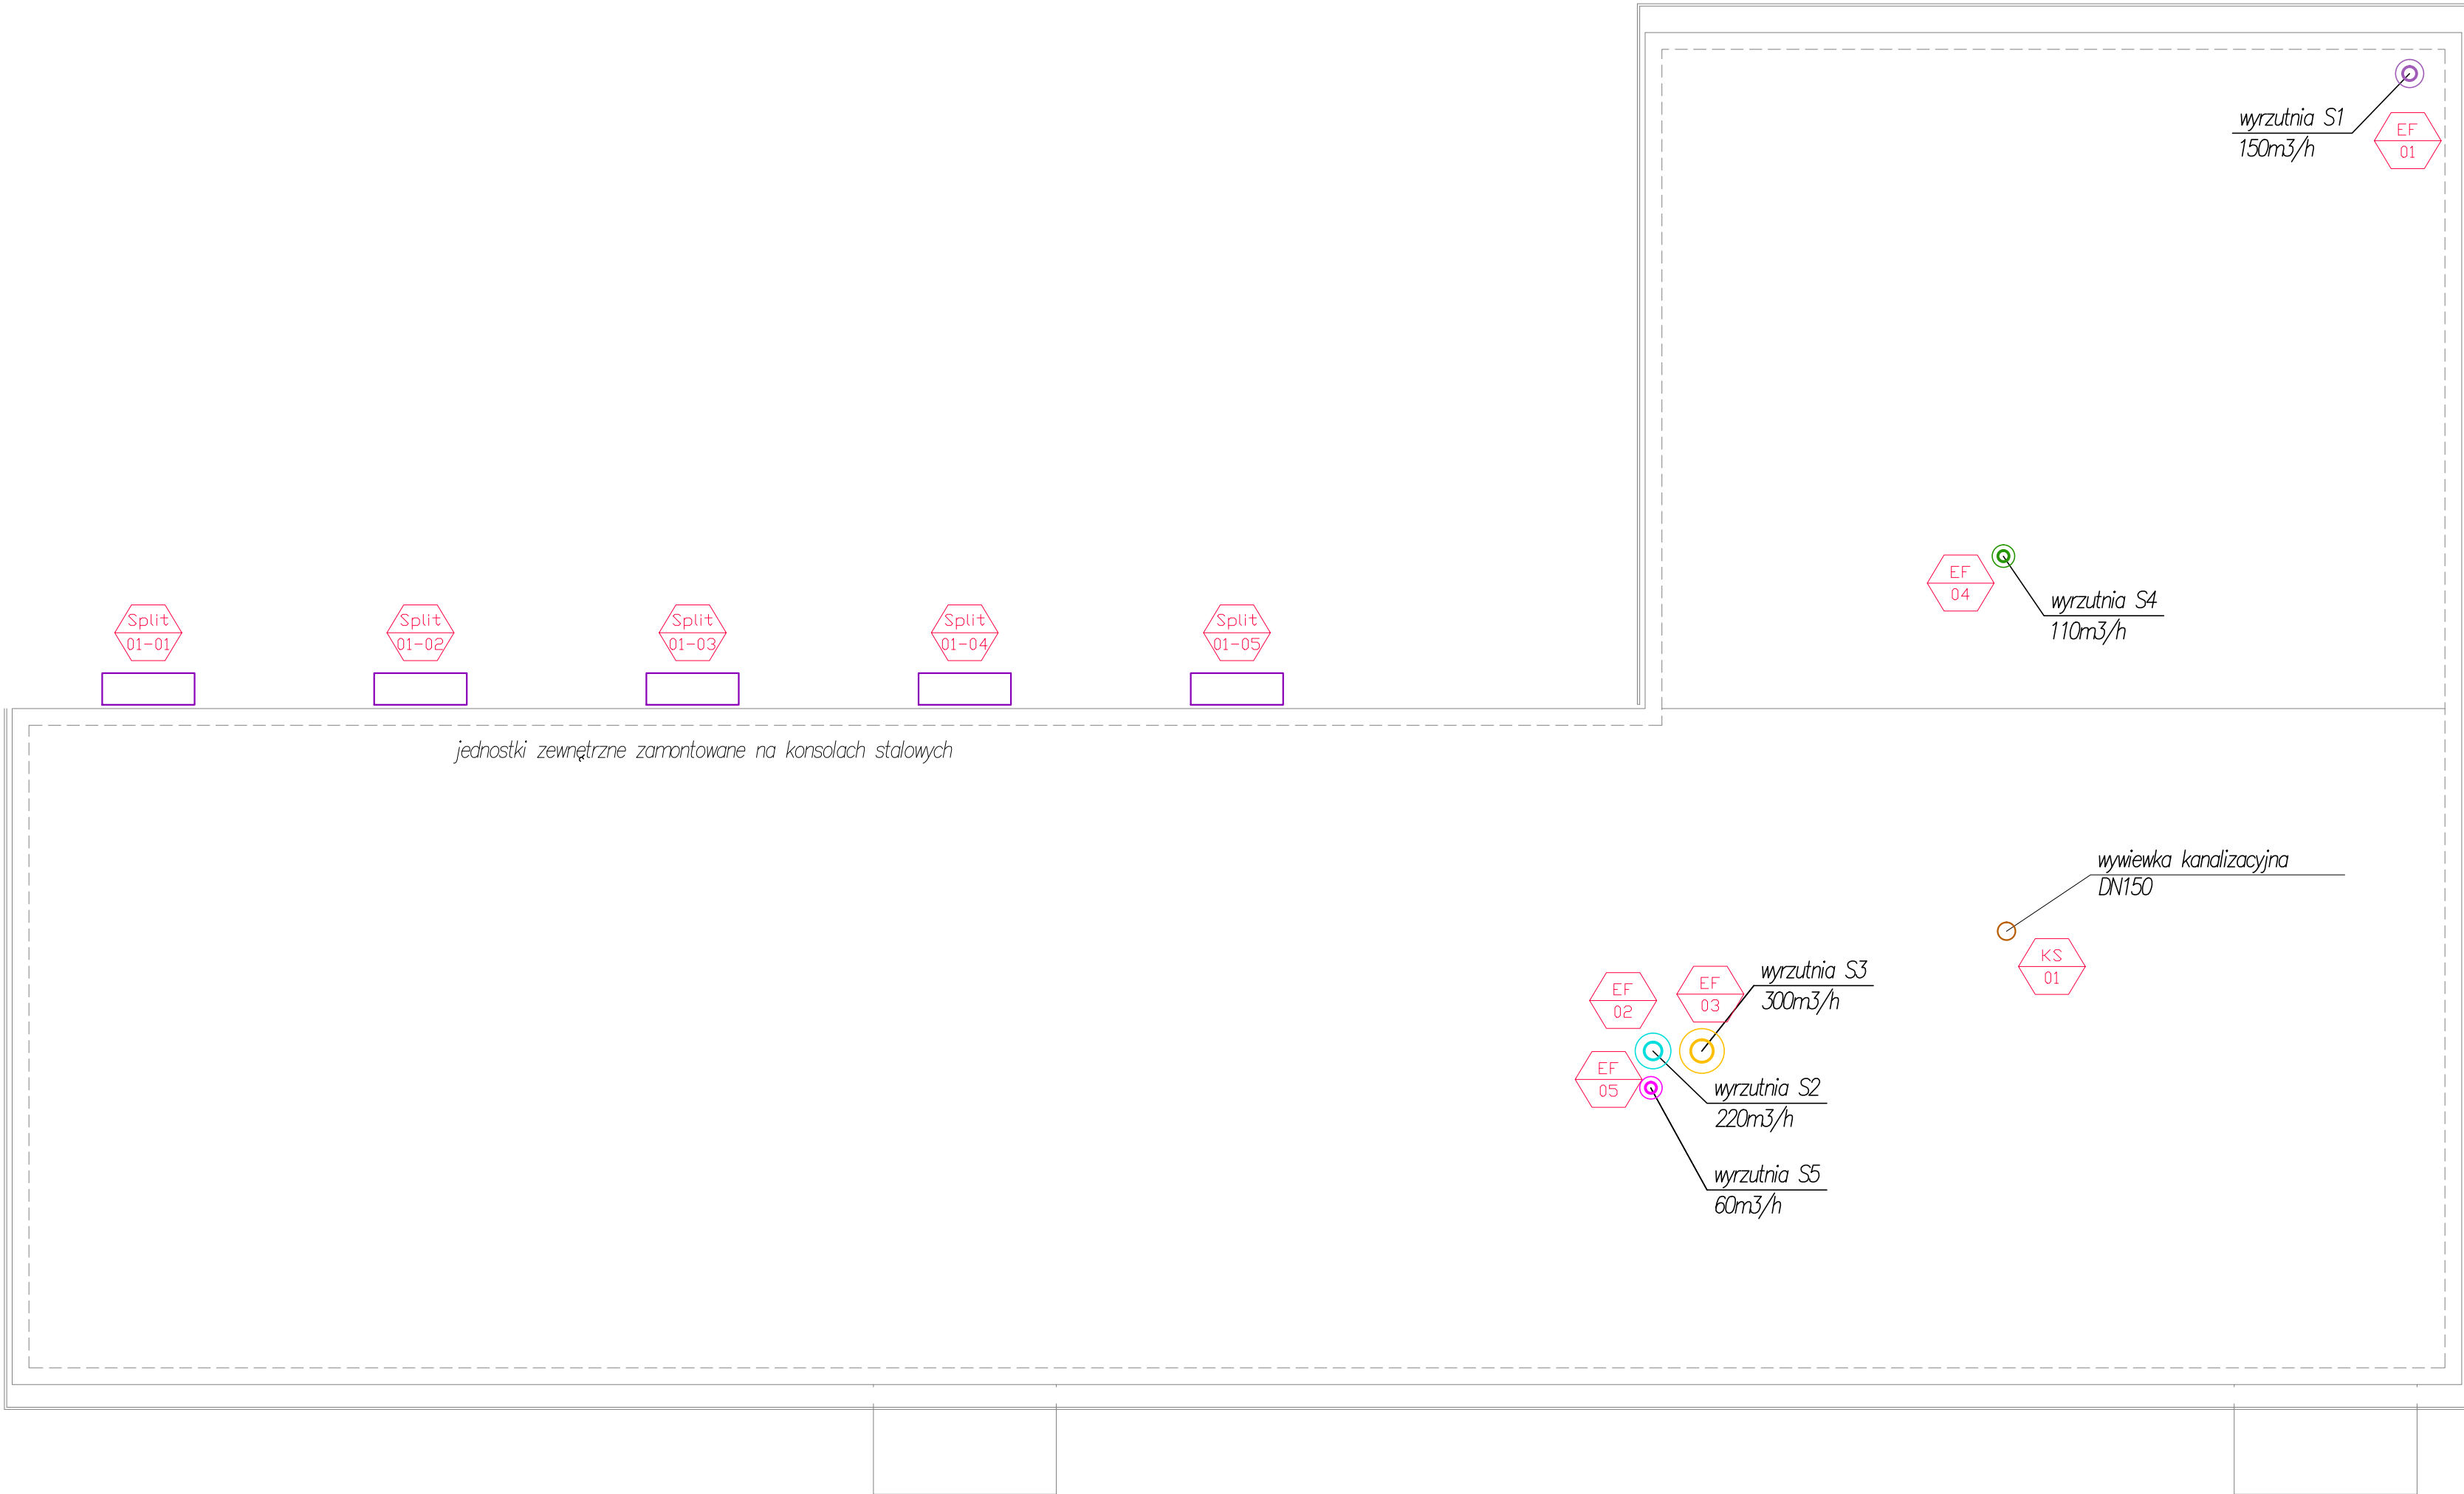 wyrzutnia S1
150m3/h
EF
01
EF
04
wyrzutnia S4
110m3/h
Split
01-01
Split
01-02
Split
01-03
Split
01-04
Split
01-05
jednostki zewnętrzne zamontowane na konsolach stalowych
wywiewka kanalizacyjna
DN150
KS
01
EF
02
EF
03
wyrzutnia S3
300m3/h
EF
05
wyrzutnia S2
220m3/h
wyrzutnia S5
60m3/h